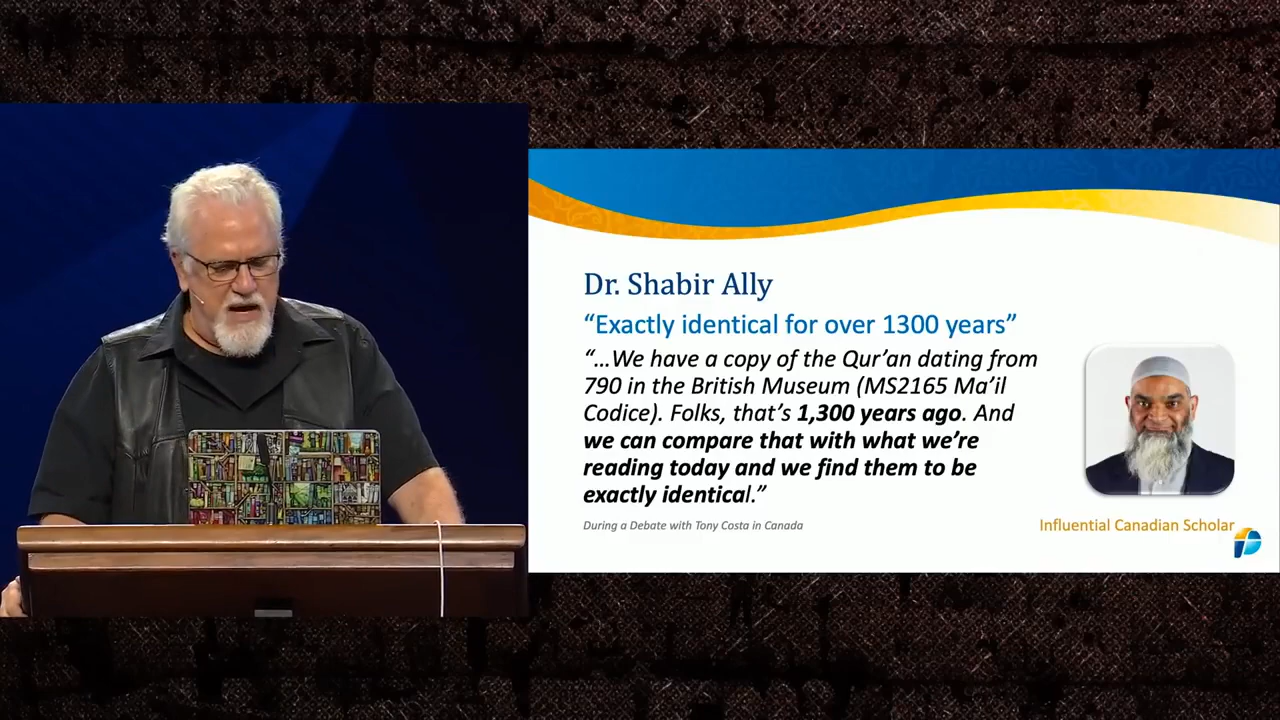 Dr. Shabir Ally
“Exactly identical for over 1300 years”
“...We have a copy of the Qur’an dating from
790 in the British Museum (MS2165 Ma’il
Codice). Folks, that’s 1,300 years ago. And
we can compare that with what we’re
reading today and we find them to be
exactly identical.”
During a Debate with Tony Costa in Canada
Influential Canadian Scholar